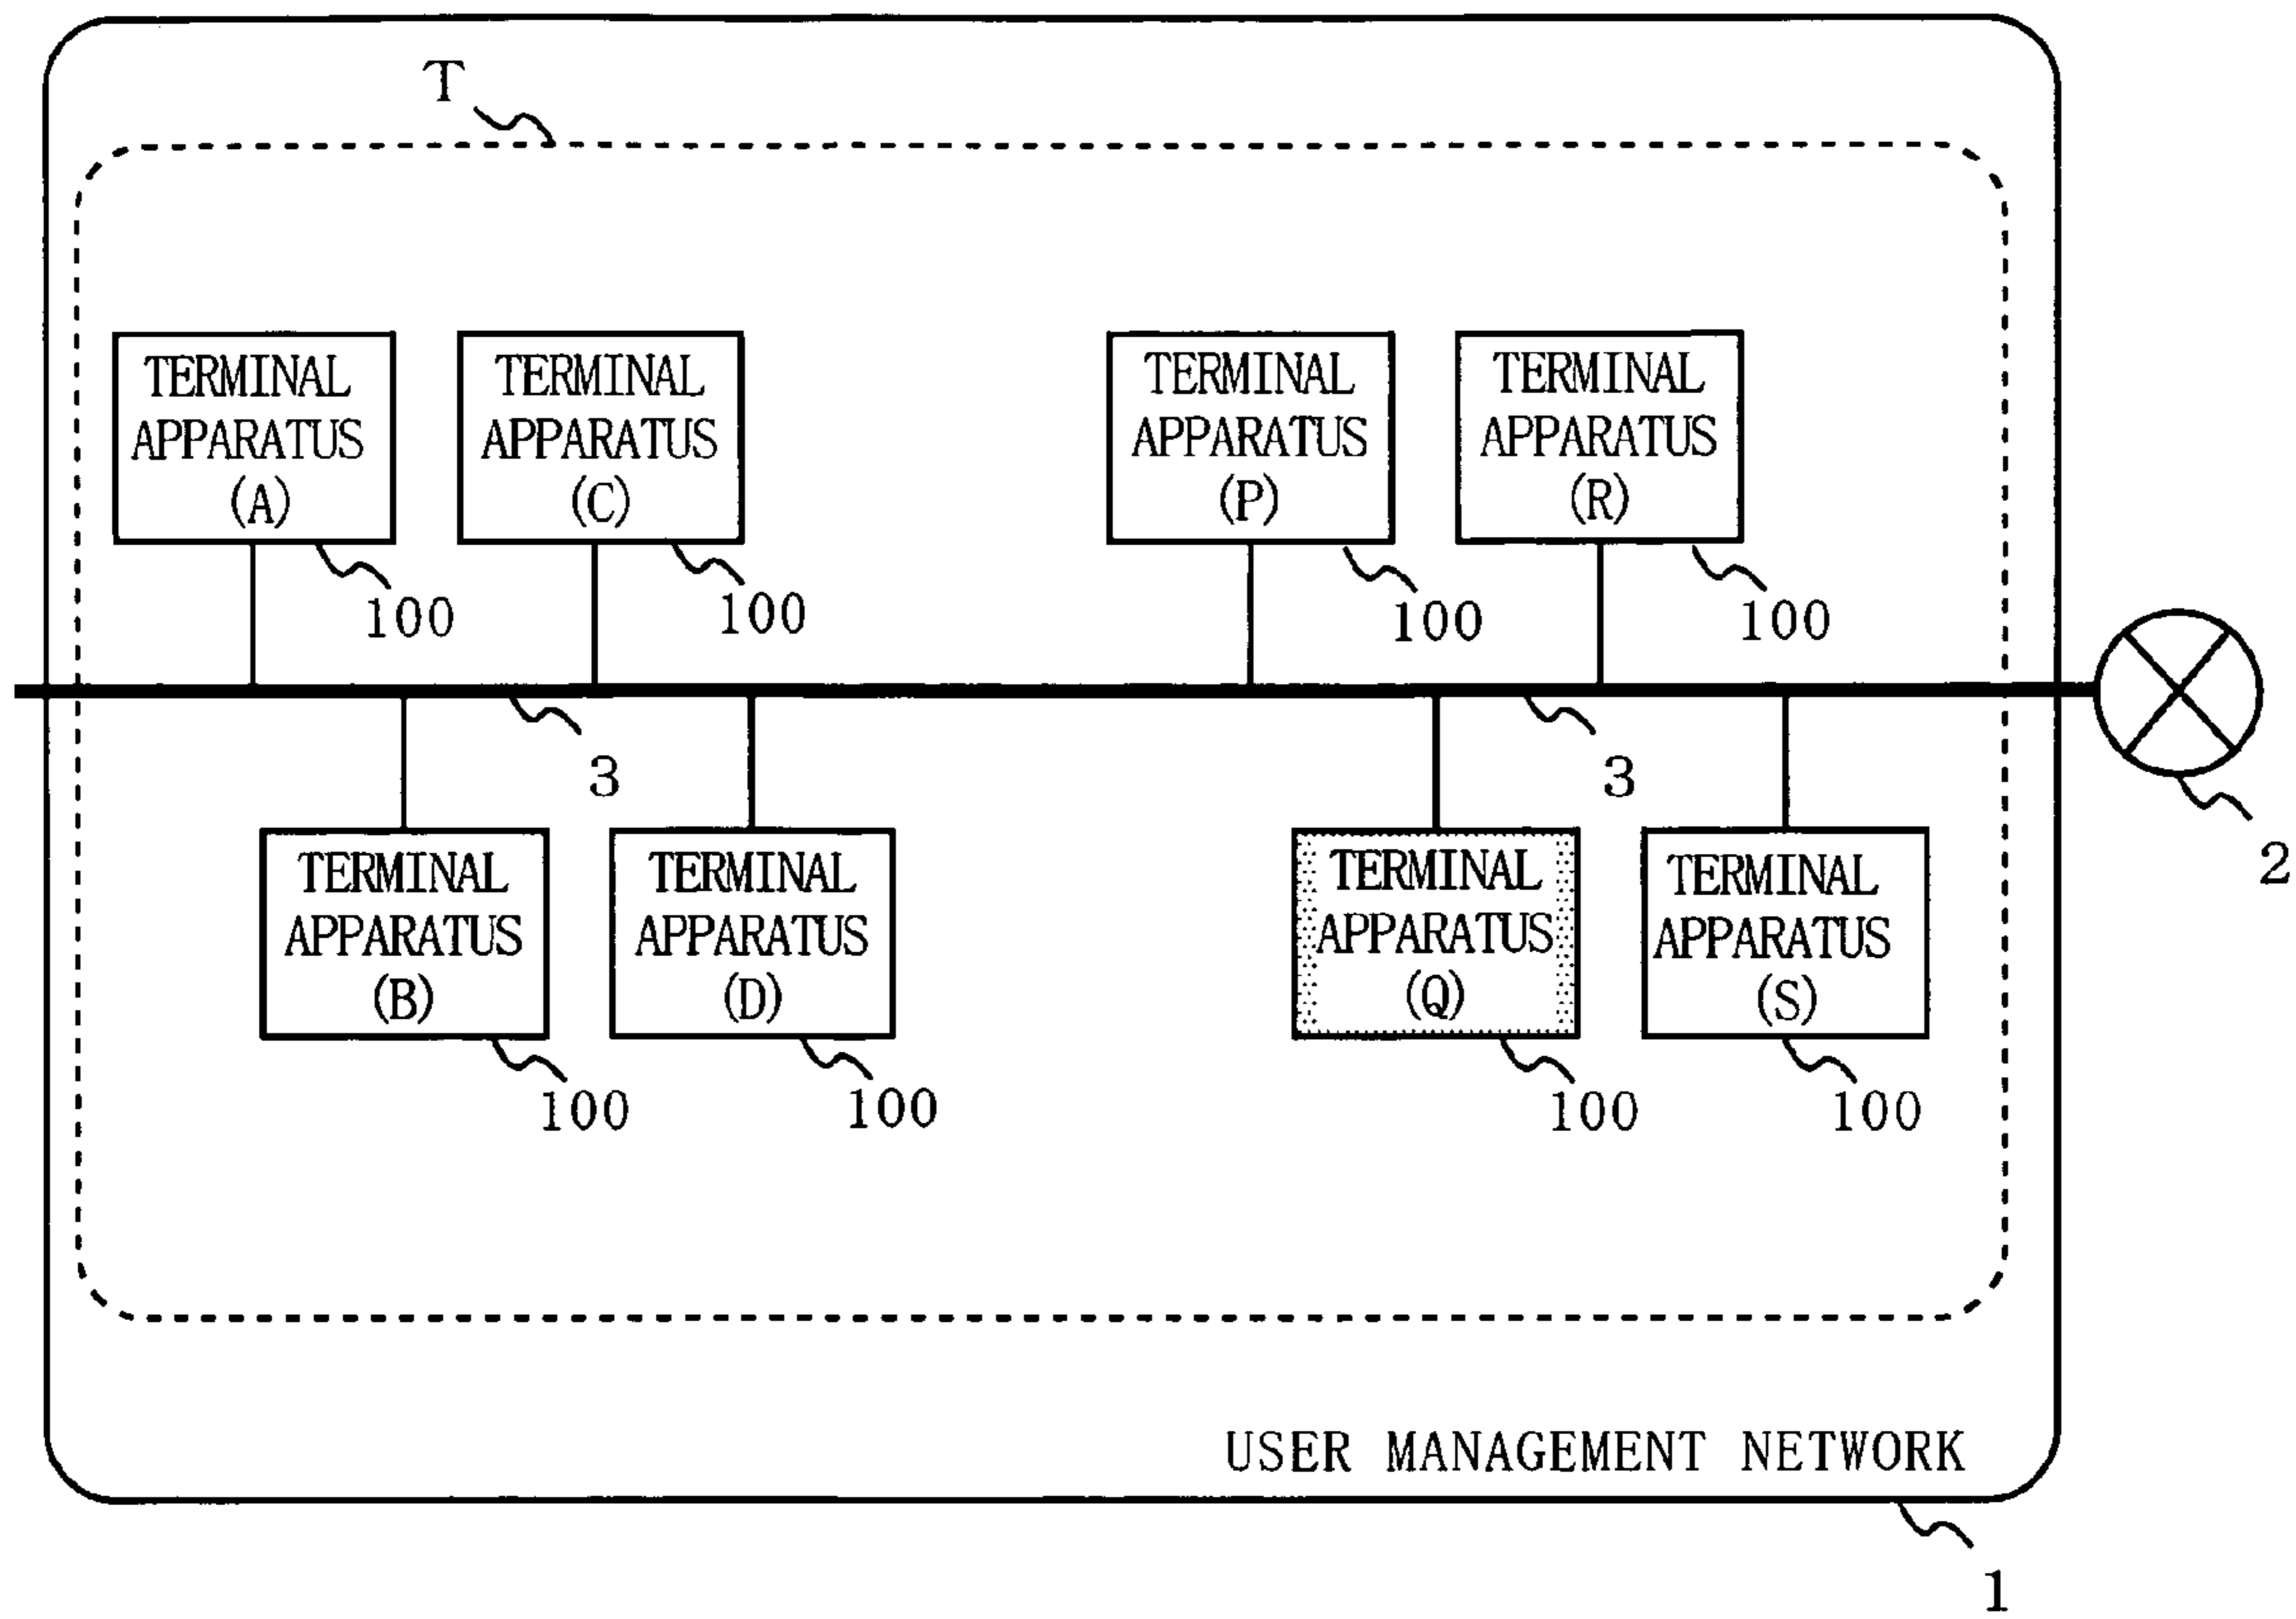 T
TERMINAL
APPARATUS
(A)
TERMINAL
APPARATUS
(C)
TERMINAL
APPARATUS
(P)
TERMINAL
APPARATUS
(R)
100
100
100
100
3
3
2
TERMINAL
APPARATUS
(B)
TERMINAL
APPARATUS
(D)
TERMINAL
APPARATUS
(Q)
TERMINAL
APPARATUS
(S)
100
100
100
100
USER MANAGEMENT NETWORK
1